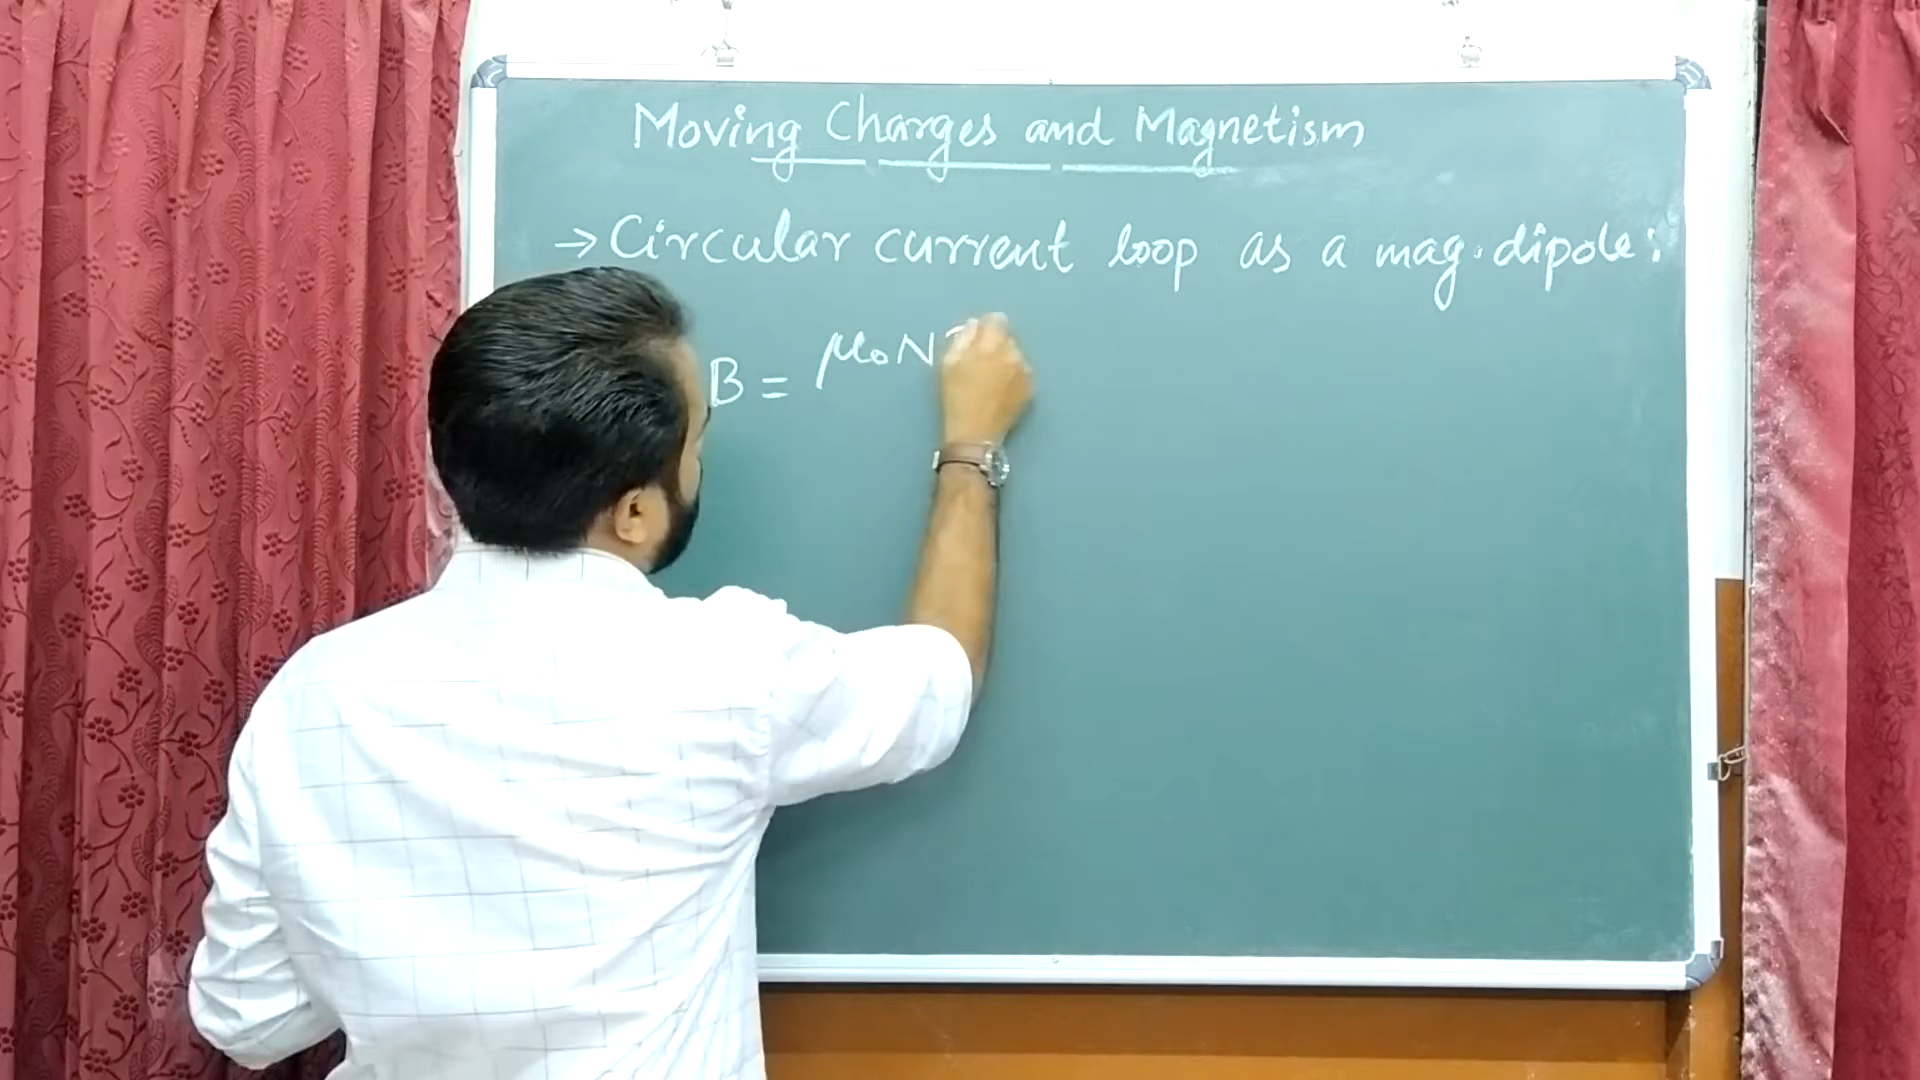 Moving Charges and Magnetism
→ Circular current loop as a mag. dipole:
B = μ₀N